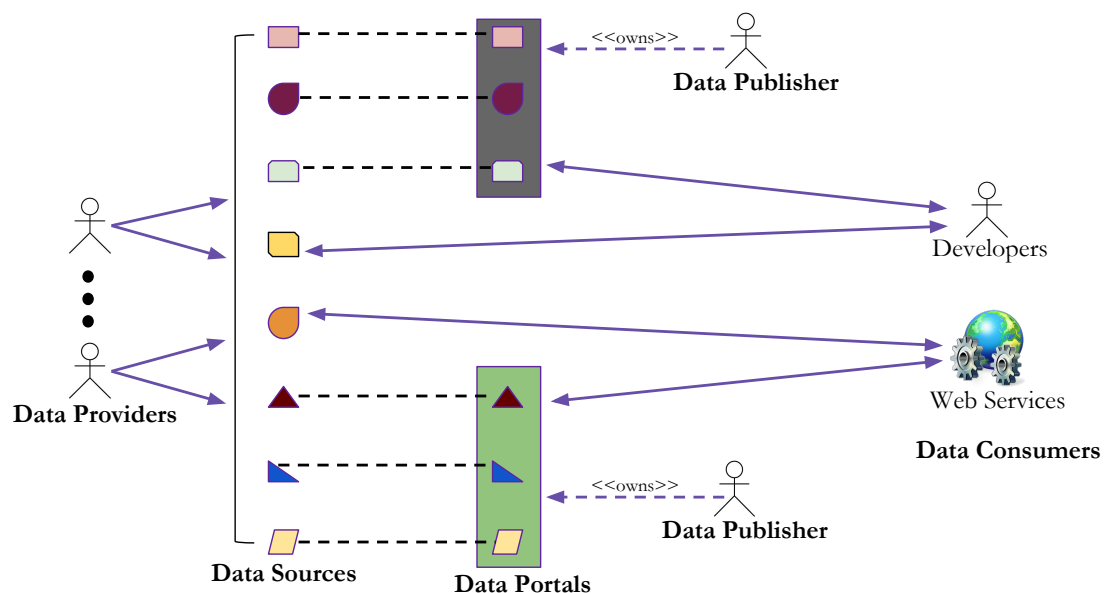 <<owns>>
Data Publisher
Developers
Data Providers
Web Services
Data Consumers
<<owns>>
Data Publisher
Data Sources
Data Portals